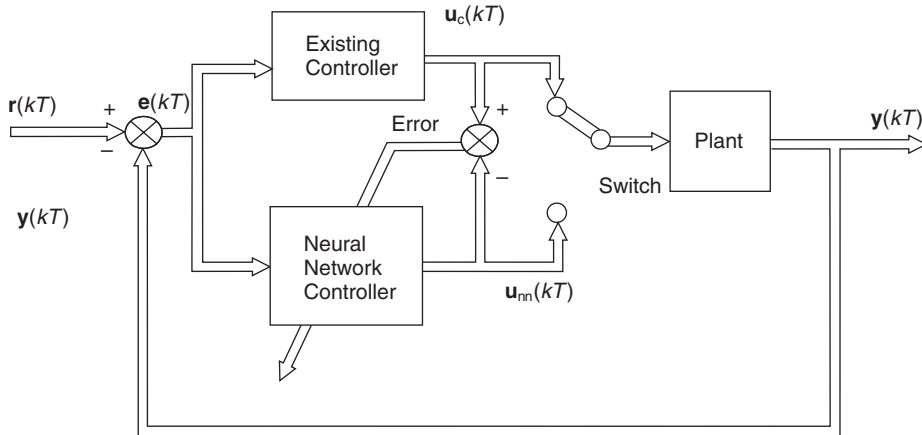 u_c(kT)
Existing
Controller
r(kT)
+
−
e(kT)
Error
+
−
Plant
y(kT)
Switch
y(kT)
Neural
Network
Controller
u_nn(kT)